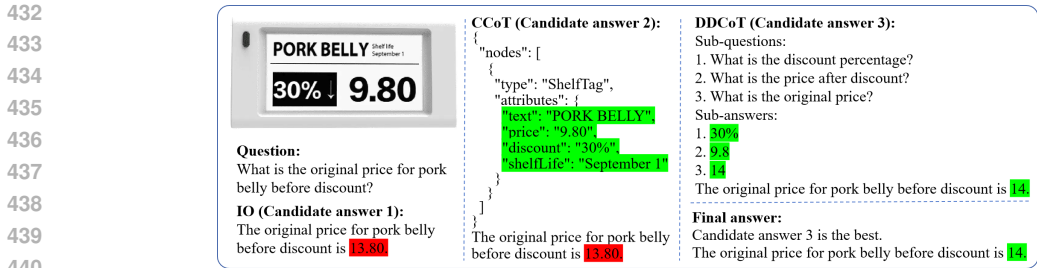 432
433
434
435
436
437
438
439
440
PORK BELLY Shelf life
September 1
30%↓ 9.80
Question:
What is the original price for pork
belly before discount?
IO (Candidate answer 1):
The original price for pork belly
before discount is 13.80.
CCoT (Candidate answer 2):
{
"nodes": [
{
"type": "ShelfTag",
"attributes": {
"text": "PORK BELLY",
"price": "9.80",
"discount": "30%",
"shelfLife": "September 1"
}
}
]
}
The original price for pork belly
before discount is 13.80.
DDCoT (Candidate answer 3):
Sub-questions:
1. What is the discount percentage?
2. What is the price after discount?
3. What is the original price?
Sub-answers:
1. 30%
2. 9.8
3. 14
The original price for pork belly before discount is 14.
Final answer:
Candidate answer 3 is the best.
The original price for pork belly before discount is 14.